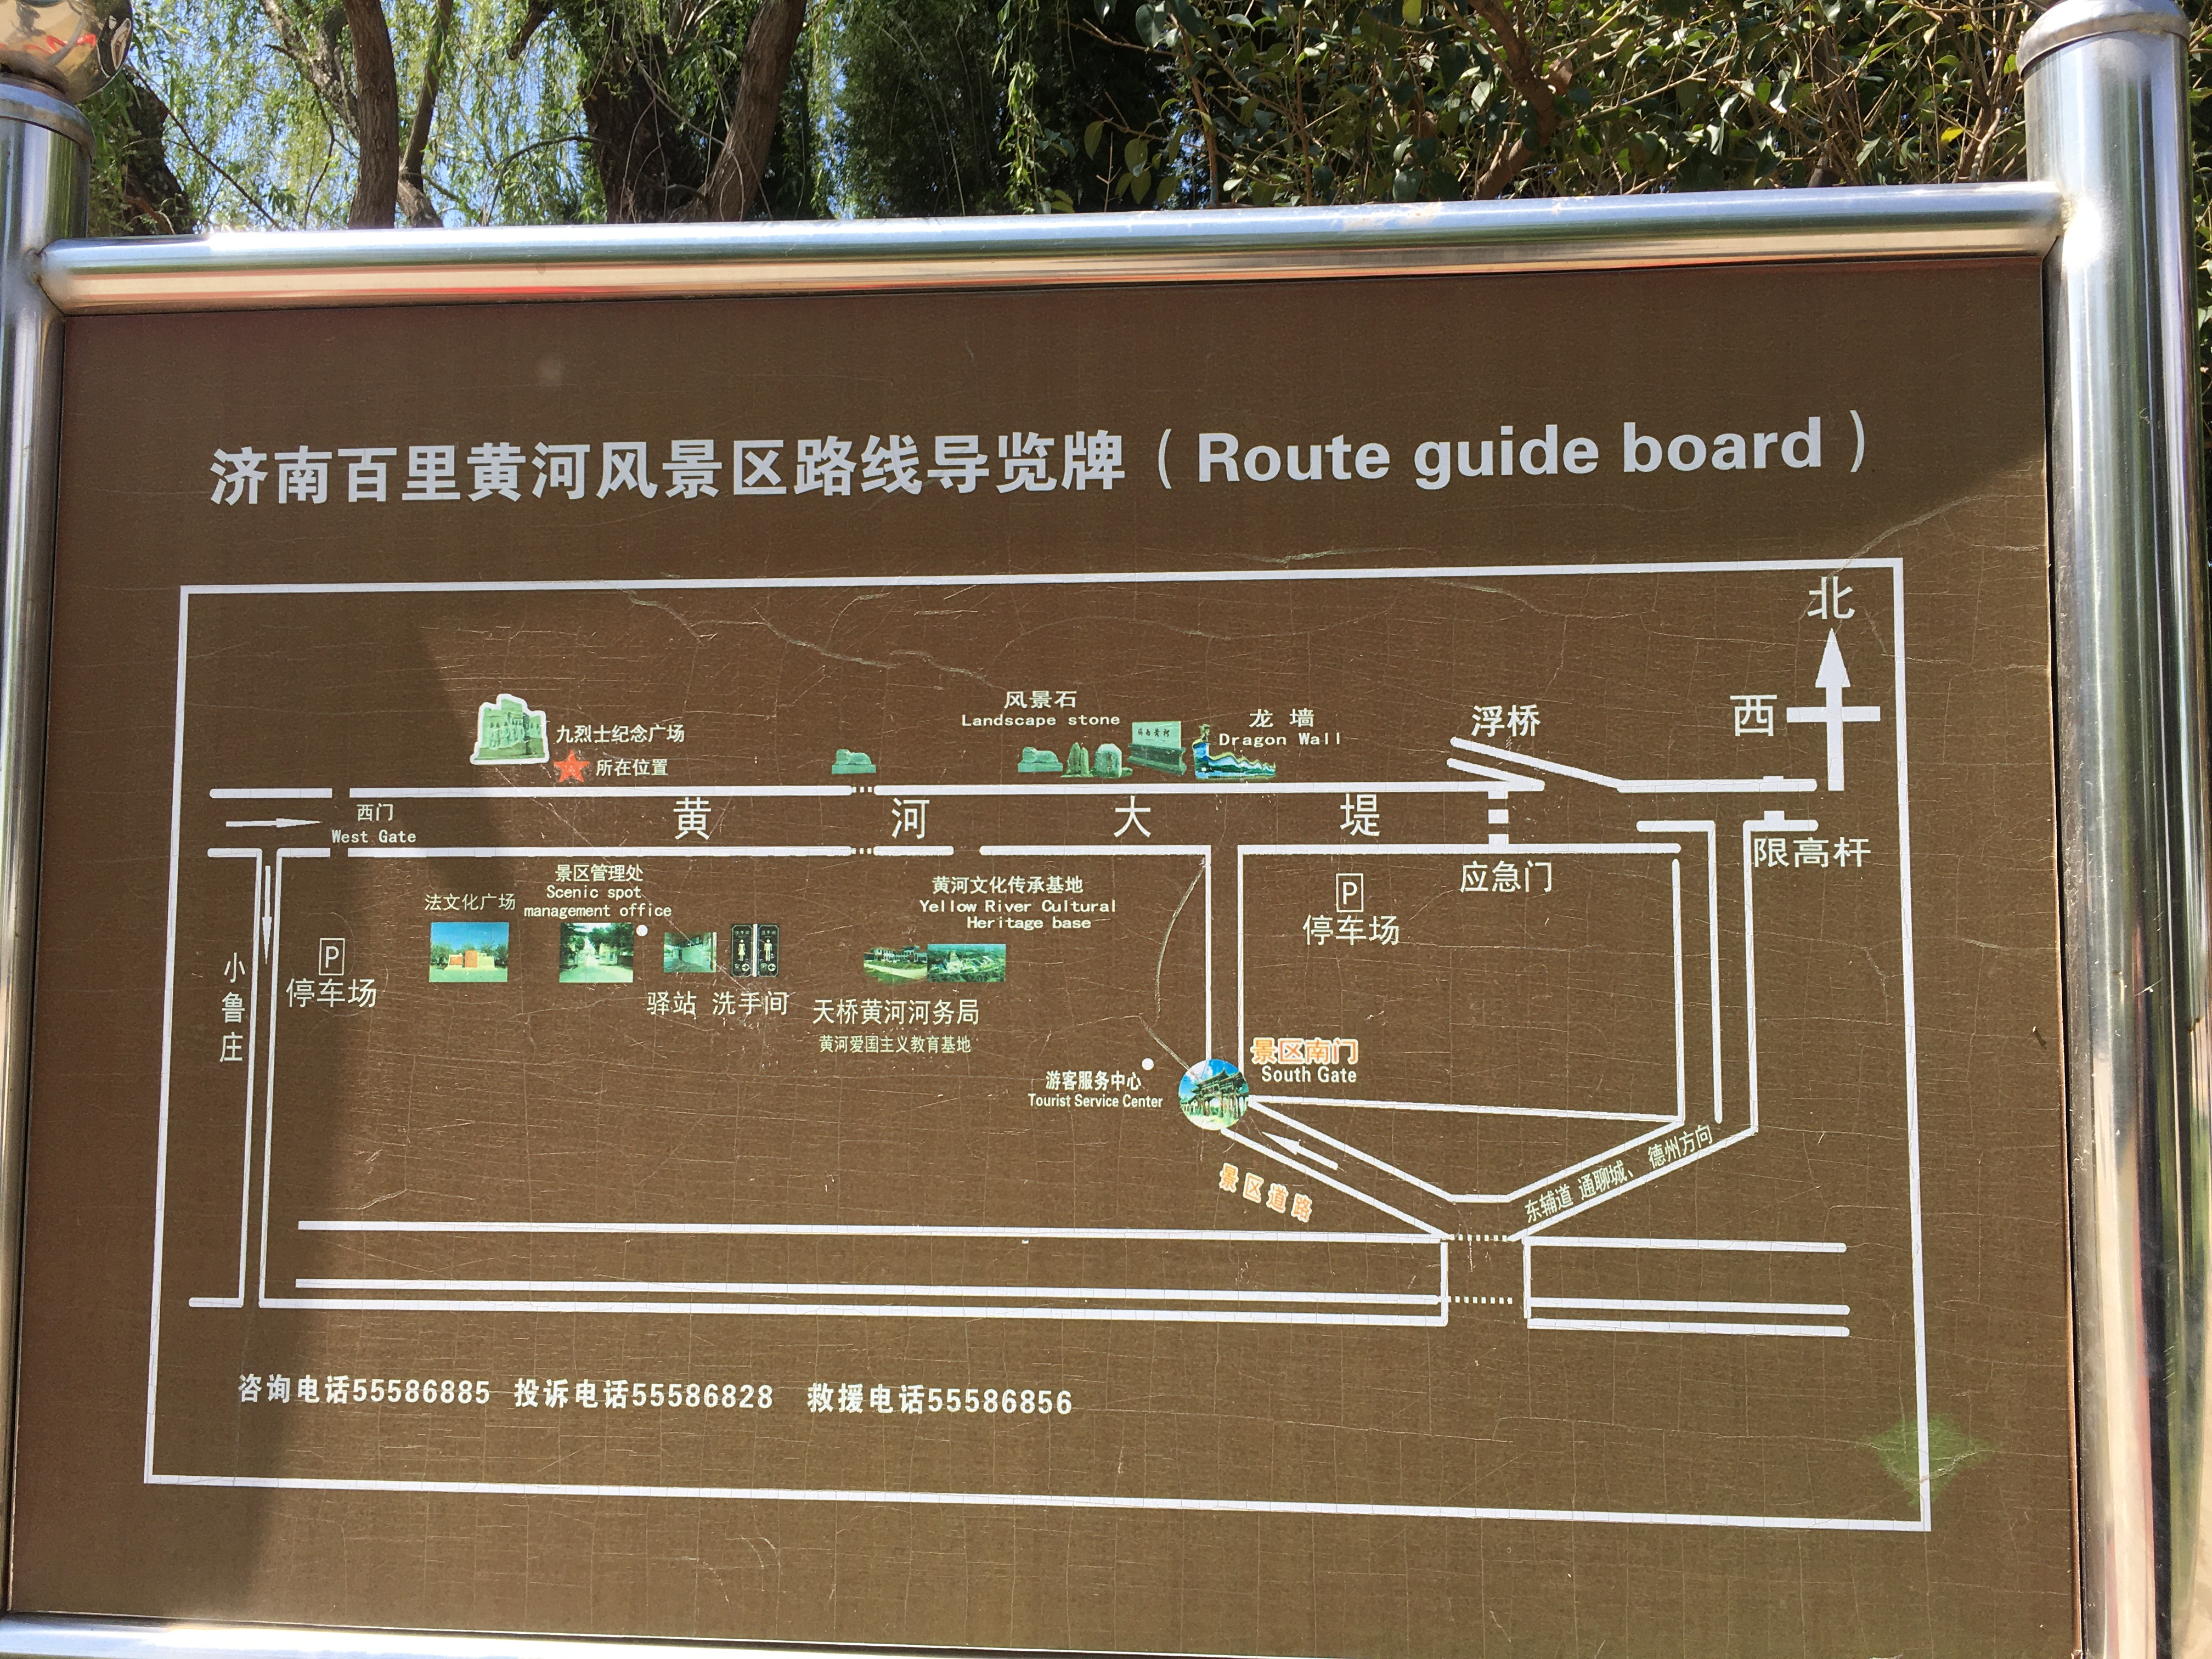 济南百里黄河风景区路线导览牌（Route guide board）
北
西
九烈士纪念广场
所在位置
风景石
Landscape stone
龙墙
Dragon Wall
浮桥
西门
West Gate
黄河大堤
限高杆
应急门
景区管理处
Scenic spot
management office
法文化广场
黄河文化传承基地
Yellow River Cultural
Heritage base
P
停车场
P
停车场
小鲁庄
驿站
洗手间
天桥黄河河务局
黄河爱国主义教育基地
景区南门
South Gate
游客服务中心
Tourist Service Center
景区道路
东辅道 通聊城、德州方向
咨询电话55586885 投诉电话55586828 救援电话55586856